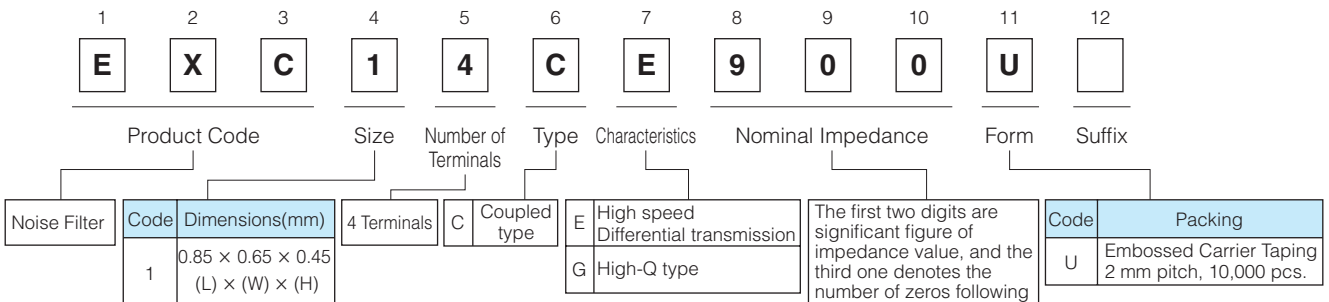 1 2 3 4 5 6 7 8 9 10 11 12
E X C 1 4 C E 9 0 0 U
Product Code Size Number of Terminals Type Characteristics Nominal Impedance Form Suffix
Noise Filter
Code Dimensions(mm)
1 0.85 × 0.65 × 0.45
(L) × (W) × (H)
4 Terminals
C Coupled
type
E High speed
Differential transmission
G High-Q type
The first two digits are
significant figure of
impedance value, and the
third one denotes the
number of zeros following
Code Packing
U Embossed Carrier Taping
2 mm pitch, 10,000 pcs.